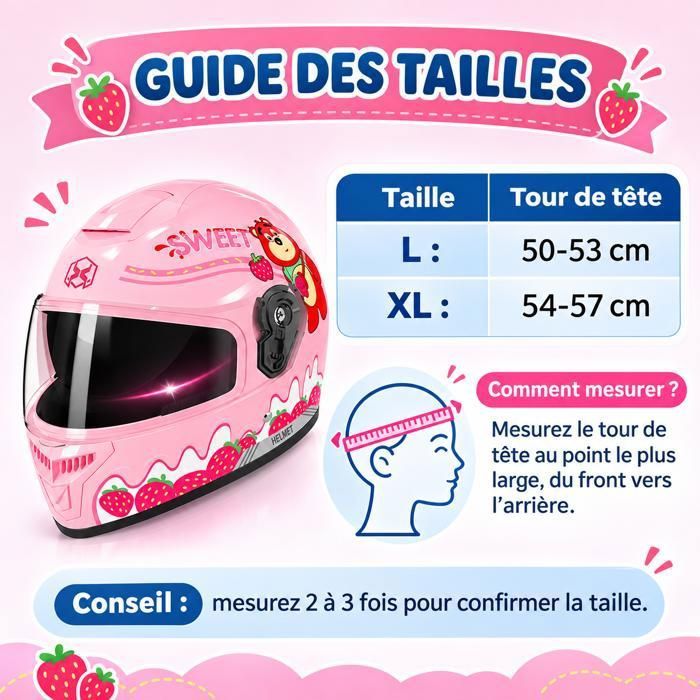 GUIDE DES TAILLES
Taille Tour de tête
L : 50-53 cm
XL : 54-57 cm
SWEET
HELMET
Comment mesurer ?
Mesurez le tour de
tête au point le plus
large, du front vers
l'arrière.
Conseil : mesurez 2 à 3 fois pour confirmer la taille.